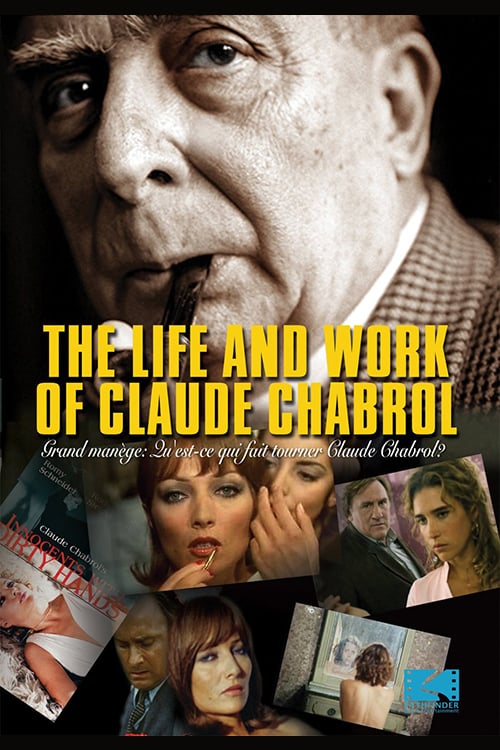 THE LIFE AND WORK
OF CLAUDE CHABROL
Grand manège: Qu'est-ce qui fait tourner Claude Chabrol?
Romy
Schneider
Claude Chabrol's
INNOCENTS
DIRTY HANDS